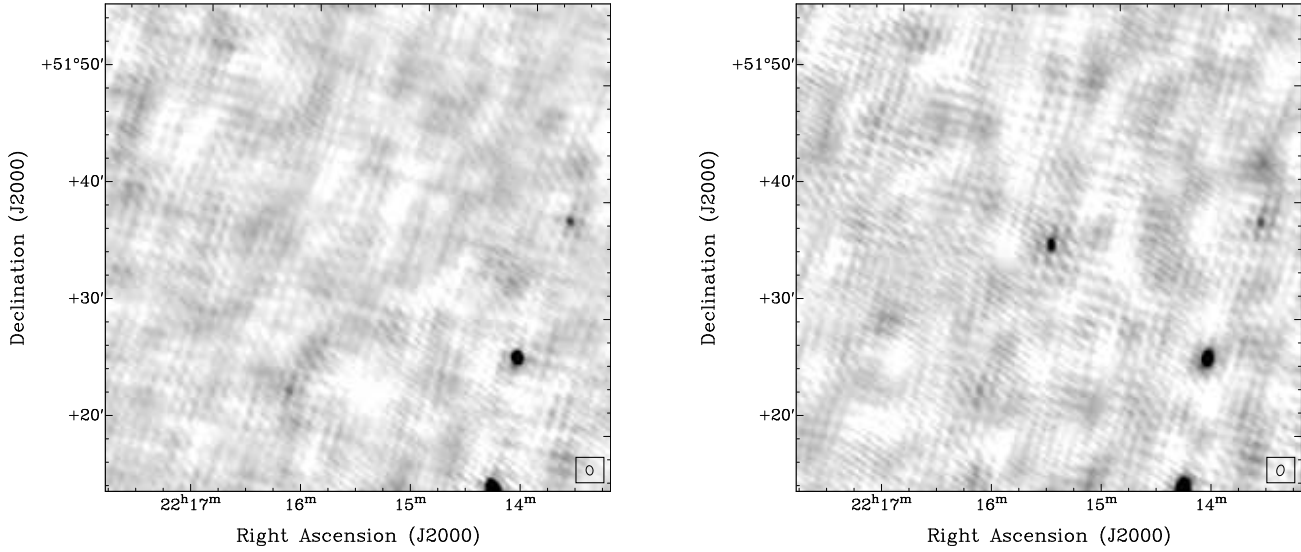 +51°50′
+40′
+30′
+20′
Declination (J2000)
22ʰ17ᵐ
16ᵐ
15ᵐ
14ᵐ
Right Ascension (J2000)
+51°50′
+40′
+30′
+20′
Declination (J2000)
22ʰ17ᵐ
16ᵐ
15ᵐ
14ᵐ
Right Ascension (J2000)